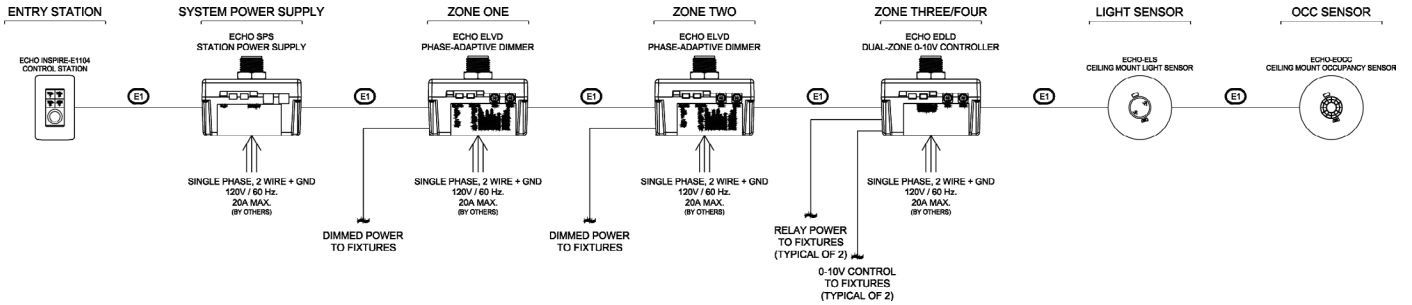 ENTRY STATION
ECHO INSPIRE-E1104
CONTROL STATION
E1
SYSTEM POWER SUPPLY
ECHO SPS
STATION POWER SUPPLY
SINGLE PHASE, 2 WIRE + GND
120V / 60 Hz.
20A MAX.
(BY OTHERS)
E1
ZONE ONE
ECHO ELVD
PHASE-ADAPTIVE DIMMER
SINGLE PHASE, 2 WIRE + GND
120V / 60 Hz.
20A MAX.
(BY OTHERS)
DIMMED POWER
TO FIXTURES
E1
ZONE TWO
ECHO ELVD
PHASE-ADAPTIVE DIMMER
SINGLE PHASE, 2 WIRE + GND
120V / 60 Hz.
20A MAX.
(BY OTHERS)
DIMMED POWER
TO FIXTURES
E1
ZONE THREE/FOUR
ECHO EDLD
DUAL-ZONE 0-10V CONTROLLER
SINGLE PHASE, 2 WIRE + GND
120V / 60 Hz.
20A MAX.
(BY OTHERS)
RELAY POWER
TO FIXTURES
(TYPICAL OF 2)
0-10V CONTROL
TO FIXTURES
(TYPICAL OF 2)
E1
LIGHT SENSOR
ECHO-ELS
CEILING MOUNT LIGHT SENSOR
E1
OCC SENSOR
ECHO-EOCC
CEILING MOUNT OCCUPANCY SENSOR